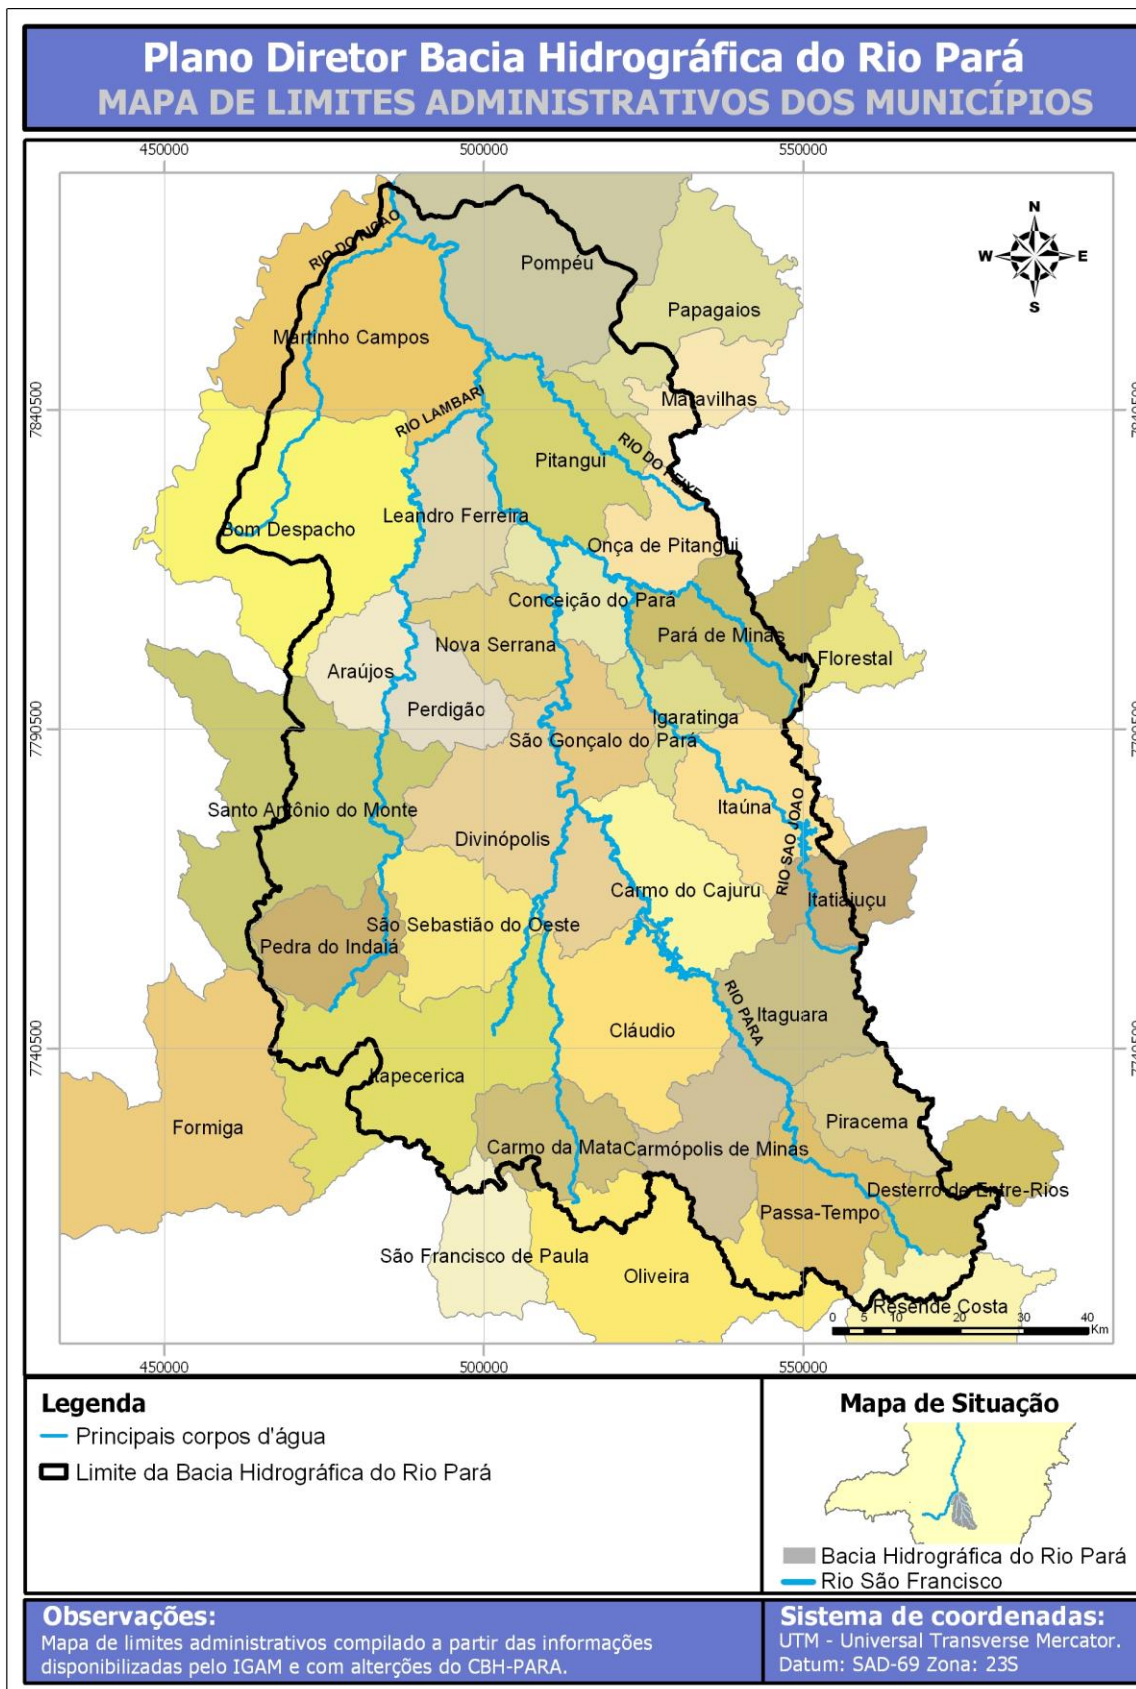 Plano Diretor Bacia Hidrográfica do Rio Pará
MAPA DE LIMITES ADMINISTRATIVOS DOS MUNICÍPIOS
450000
500000
550000
N
W
E
S
RIO DO PICÃO
Pompéu
Papagaios
Martinho Campos
Maravilhas
7840500
7840500
RIO LAMBARI
Pitangui
RIO DO PEIXE
Leandro Ferreira
Bom Despacho
Onça de Pitangui
Conceição do Pará
Pará de Minas
Nova Serrana
Florestal
Araújos
Perdigão
Igaratinga
7790500
7790500
São Gonçalo do Pará
Itaúna
Santo Antônio do Monte
RIO SAO JOAO
Divinópolis
Carmo do Cajuru
Itatiaiuçu
São Sebastião do Oeste
Pedra do Indaiá
RIO PARA
Itaguara
Cláudio
7740500
7740500
Itapecerica
Piracema
Formiga
Carmo da Mata
Carmópolis de Minas
Desterro de Entre-Rios
Passa-Tempo
São Francisco de Paula
Oliveira
Resende Costa
0 5 10 20 30 40
Km
450000
500000
550000
Legenda
Principais corpos d'água
Limite da Bacia Hidrográfica do Rio Pará
Mapa de Situação
Bacia Hidrográfica do Rio Pará
Rio São Francisco
Observações:
Mapa de limites administrativos compilado a partir das informações
disponibilizadas pelo IGAM e com alterções do CBH-PARA.
Sistema de coordenadas:
UTM - Universal Transverse Mercator.
Datum: SAD-69 Zona: 23S